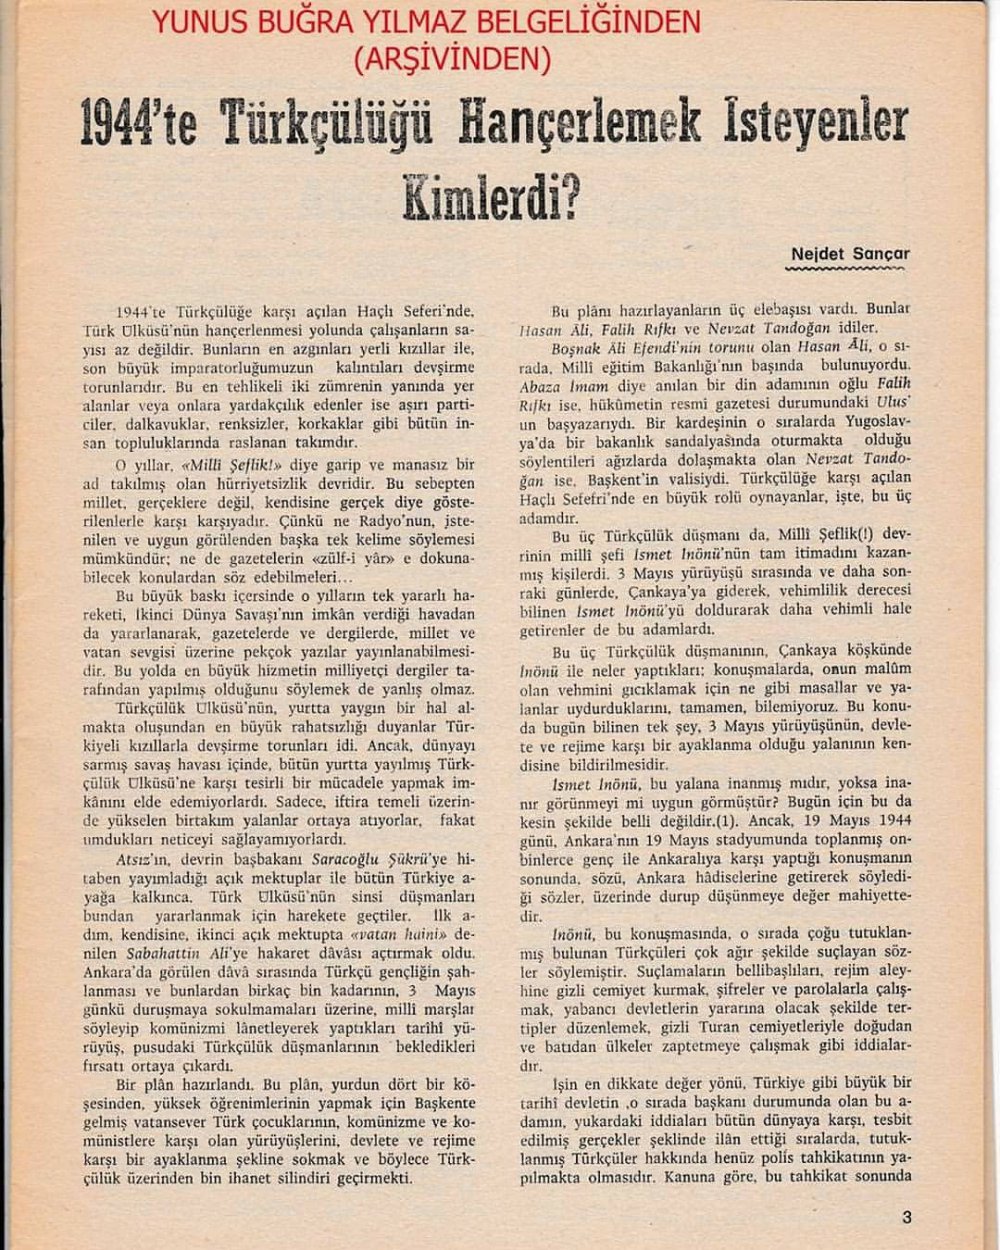 YUNUS BUĞRA YILMAZ BELGELİĞİNDEN
(ARŞİVİNDEN)
1944'te Türkçülüğü Hançerlemek İsteyenler
Kimlerdi?
Nejdet Sançar
1944'te Türkçülüğe karşı açılan Haçlı Seferi'nde,
Türk Ülküsü'nün hançerlenmesi yolunda çalışanların sa-
yısı az değildir. Bunların en azgınları yerli kızıllar ile,
son büyük imparatorluğumuzun kalıntıları devşirme
torunlarıdır. Bu en tehlikeli iki zümrenin yanında yer
alanlar veya onlara yardakçılık edenler ise aşırı parti-
ciler, dalkavuklar, renksizler, korkaklar gibi bütün in-
san topluluklarında raslanan takımdır.
O yıllar, «Milli Şeflik!» diye garip ve manasız bir
ad takılmış olan hürriyetsizlik devridir. Bu sebepten
millet, gerçeklere değil, kendisine gerçek diye göste-
rilenlerle karşı karşıyadır. Çünkü ne Radyo'nun, iste-
nilen ve uygun görülenden başka tek kelime söylemesi
mümkündür; ne de gazetelerin «zülf-i yâr» e dokuna-
bilecek konulardan söz edebilmeleri...
Bu büyük baskı içersinde o yılların tek yararlı ha-
reketi, İkinci Dünya Savaşı'nın imkân verdiği havadan
da yararlanarak, gazetelerde ve dergilerde, millet ve
vatan sevgisi üzerine pekçok yazılar yayınlanabilmesi-
dir. Bu yolda en büyük hizmetin milliyetçi dergiler ta-
rafından yapılmış olduğunu söylemek de yanlış olmaz.
Türkçülük Ülküsü'nün, yurtta yaygın bir hal al-
makta oluşundan en büyük rahatsızlığı duyanlar Tür-
kiyeli kızıllarla devşirme torunları idi. Ancak, dünyayı
sarmış savaş havası içinde, bütün yurtta yayılmış Türk-
çülük Ülküsü'ne karşı tesirli bir mücadele yapmak im-
kânını elde edemiyorlardı. Sadece, iftira temeli üzerin-
de yükselen birtakım yalanlar ortaya atıyorlar, fakat
umdukları neticeyi sağlayamıyorlardı.
Atsız'ın, devrin başbakanı Saracoğlu Şükrü'ye hi-
taben yayımladığı açık mektuplar ile bütün Türkiye a-
yağa kalkınca. Türk Ülküsü'nün sinsi düşmanları
bundan yararlanmak için harekete geçtiler. İlk a-
dım, kendisine, ikinci açık mektupta «vatan haini» de-
nilen Sabahattin Ali'ye hakaret dâvâsı açtırmak oldu.
Ankara'da görülen dâvâ sırasında Türkçü gençliğin şah-
lanması ve bunlardan birkaç bin kadarının, 3 Mayıs
günkü duruşmaya sokulmamaları üzerine, milli marşlar
söyleyip komünizmi lânetleyerek yaptıkları tarihî yü-
rüyüş, pusudaki Türkçülük düşmanlarının bekledikleri
fırsatı ortaya çıkardı.
Bir plân hazırlandı. Bu plân, yurdun dört bir kö-
şesinden, yüksek öğrenimlerinin yapmak için Başkente
gelmiş vatansever Türk çocuklarının, komünizme ve ko-
münistlere karşı olan yürüyüşlerini, devlete ve rejime
karşı bir ayaklanma şekline sokmak ve böylece Türk-
çülük üzerinden bin ihanet silindiri geçirmekti.
Bu plânı hazırlayanların üç elebaşısı vardı. Bunlar
Hasan Âli, Falih Rıfkı ve Nevzat Tandoğan idiler.
Boşnak Âli Efendi'nin torunu olan Hasan Âli, o sı-
rada, Millî eğitim Bakanlığı'nın başında bulunuyordu.
Abaza İmam diye anılan bir din adamının oğlu Falih
Rıfkı ise, hükûmetin resmî gazetesi durumundaki Ulus'
un başyazarıydı. Bir kardeşinin o sıralarda Yugoslav-
ya'da bir bakanlık sandalyasında oturmakta olduğu
söylentileri ağızlarda dolaşmakta olan Nevzat Tando-
ğan ise, Başkent'in valisiydi. Türkçülüğe karşı açılan
Haçlı Sefefri'nde en büyük rolü oynayanlar, işte, bu üç
adamdır.
Bu üç Türkçülük düşmanı da, Millî Şeflik(!) dev-
rinin milli şefi İsmet İnönü'nün tam itimadını kazan-
mış kişilerdi. 3 Mayıs yürüyüşü sırasında ve daha son-
raki günlerde, Çankaya'ya giderek, vehimlilik derecesi
bilinen İsmet İnönü'yü doldurarak daha vehimli hale
getirenler de bu adamlardı.
Bu üç Türkçülük düşmanının, Çankaya köşkünde
İnönü ile neler yaptıkları; konuşmalarda, onun malûm
olan vehmini gıcıklamak için ne gibi masallar ve ya-
lanlar uydurduklarını, tamamen, bilemiyoruz. Bu konu-
da bugün bilinen tek şey, 3 Mayıs yürüyüşünün, devle-
te ve rejime karşı bir ayaklanma olduğu yalanının ken-
disine bildirilmesidir.
İsmet İnönü, bu yalana inanmış mıdır, yoksa ina-
nır görünmeyi mi uygun görmüştür? Bugün için bu da
kesin şekilde belli değildir.(1). Ancak, 19 Mayıs 1944
günü, Ankara'nın 19 Mayıs stadyumunda toplanmış on-
binlerce genç ile Ankaralıya karşı yaptığı konuşmanın
sonunda, sözü, Ankara hâdiselerine getirerek söyledi-
ği sözler, üzerinde durup düşünmeye değer mahiyette-
dir.
İnönü, bu konuşmasında, o sırada çoğu tutuklan-
mış bulunan Türkçüleri çok ağır şekilde suçlayan söz-
ler söylemiştir. Suçlamaların bellibaşlıları, rejim aley-
hine gizli cemiyet kurmak, şifreler ve parolalarla çalış-
mak, yabancı devletlerin yararına olacak şekilde ter-
tipler düzenlemek, gizli Turan cemiyetleriyle doğudan
ve batıdan ülkeler zaptetmeye çalışmak gibi iddialar-
dır.
İşin en dikkate değer yönü, Türkiye gibi büyük bir
tarihî devletin ,o sırada başkanı durumunda olan bu a-
damın, yukardaki iddiaları bütün dünyaya karşı, tesbit
edilmiş gerçekler şeklinde ilân ettiği sıralarda, tutuk-
lanmış Türkçüler hakkında henüz polis tahkikatının ya-
pılmakta olmasıdır. Kanuna göre, bu tahkikat sonunda
3